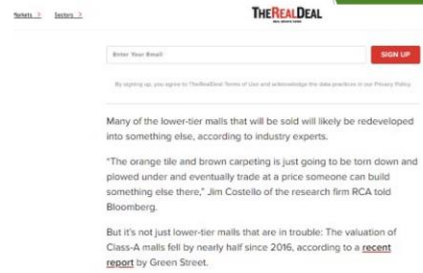 Markets ?
Sectors ?
THE REAL DEAL
REAL ESTATE NEWS
Enter Your Email
SIGN UP
By signing up, you agree to TheRealDeal Terms of Use and acknowledge the data practices in our Privacy Policy.
Many of the lower-tier malls that will be sold will likely be redeveloped
into something else, according to industry experts.
“The orange tile and brown carpeting is just going to be torn down and
plowed under and eventually trade at a price someone can build
something else there,” Jim Costello of the research firm RCA told
Bloomberg.
But it’s not just lower-tier malls that are in trouble: The valuation of
Class-A malls fell by nearly half since 2016, according to a recent
report by Green Street.